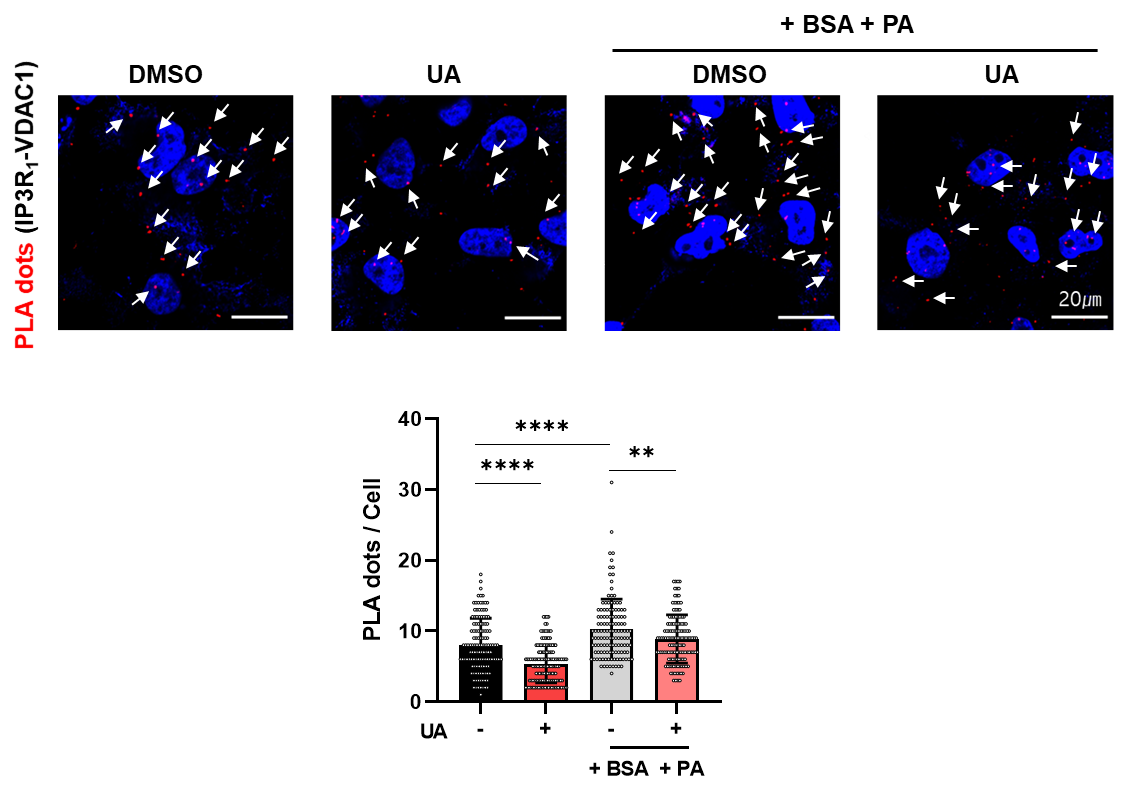 + BSA + PA
DMSO
UA
DMSO
UA
PLA dots (IP3R1-VDAC1)
20㎛
PLA dots / Cell
40
30
20
10
0
****
****
**
UA
-
+
-
+
+ BSA + PA